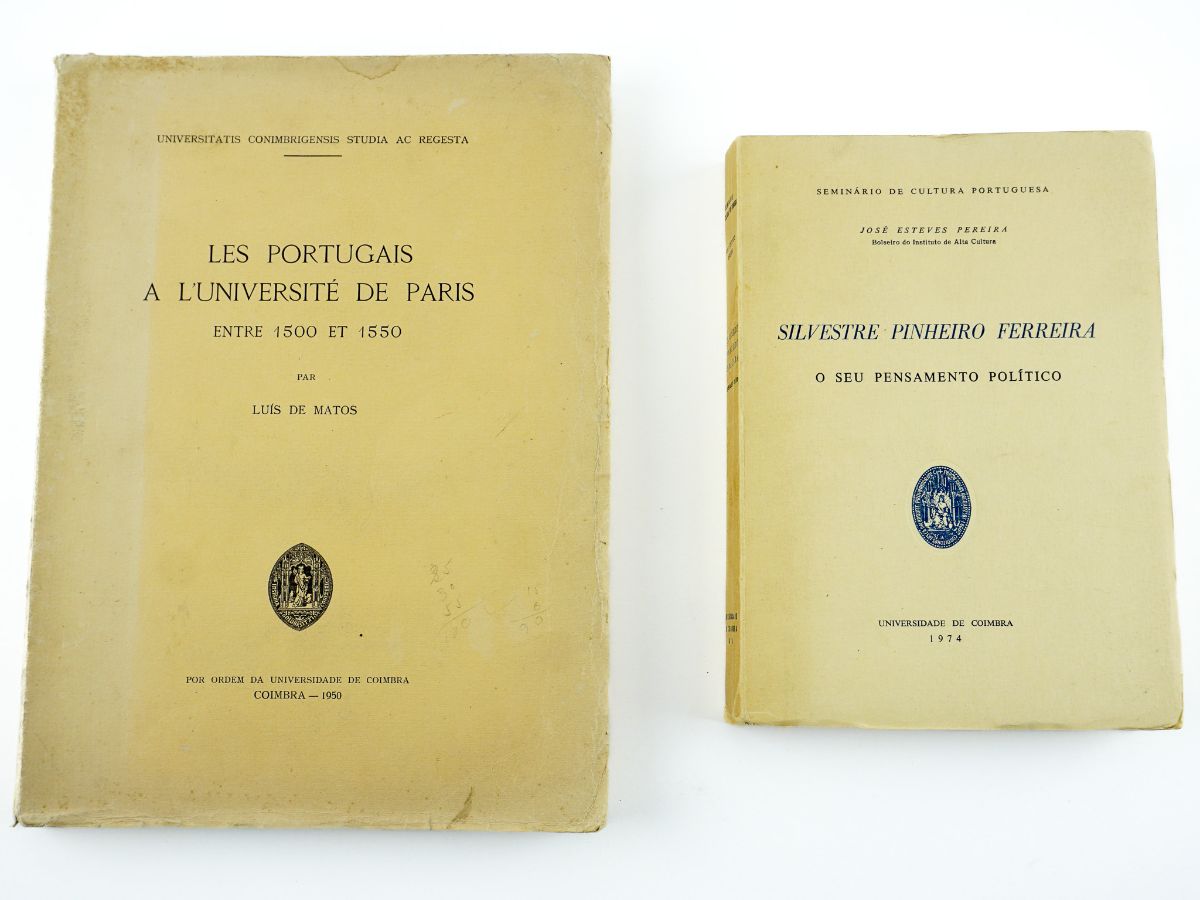 UNIVERSITATIS CONIMBRIGENSIS STUDIA AC REGESTA
LES PORTUGAIS
A L'UNIVERSITÉ DE PARIS
ENTRE 1500 ET 1550
PAR
LUÍS DE MATOS
POR ORDEM DA UNIVERSIDADE DE COIMBRA
COIMBRA — 1950
SEMINÁRIO DE CULTURA PORTUGUESA
JOSÉ ESTEVES PEREIRA
Bolseiro do Instituto de Alta Cultura
SILVESTRE PINHEIRO FERREIRA
O SEU PENSAMENTO POLÍTICO
UNIVERSIDADE DE COIMBRA
1974